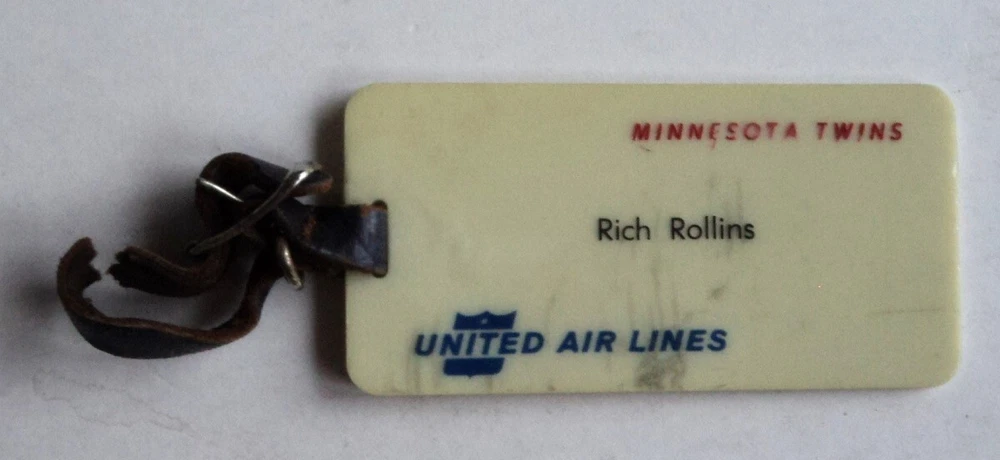 MINNESOTA TWINS
Rich Rollins
UNITED AIR LINES